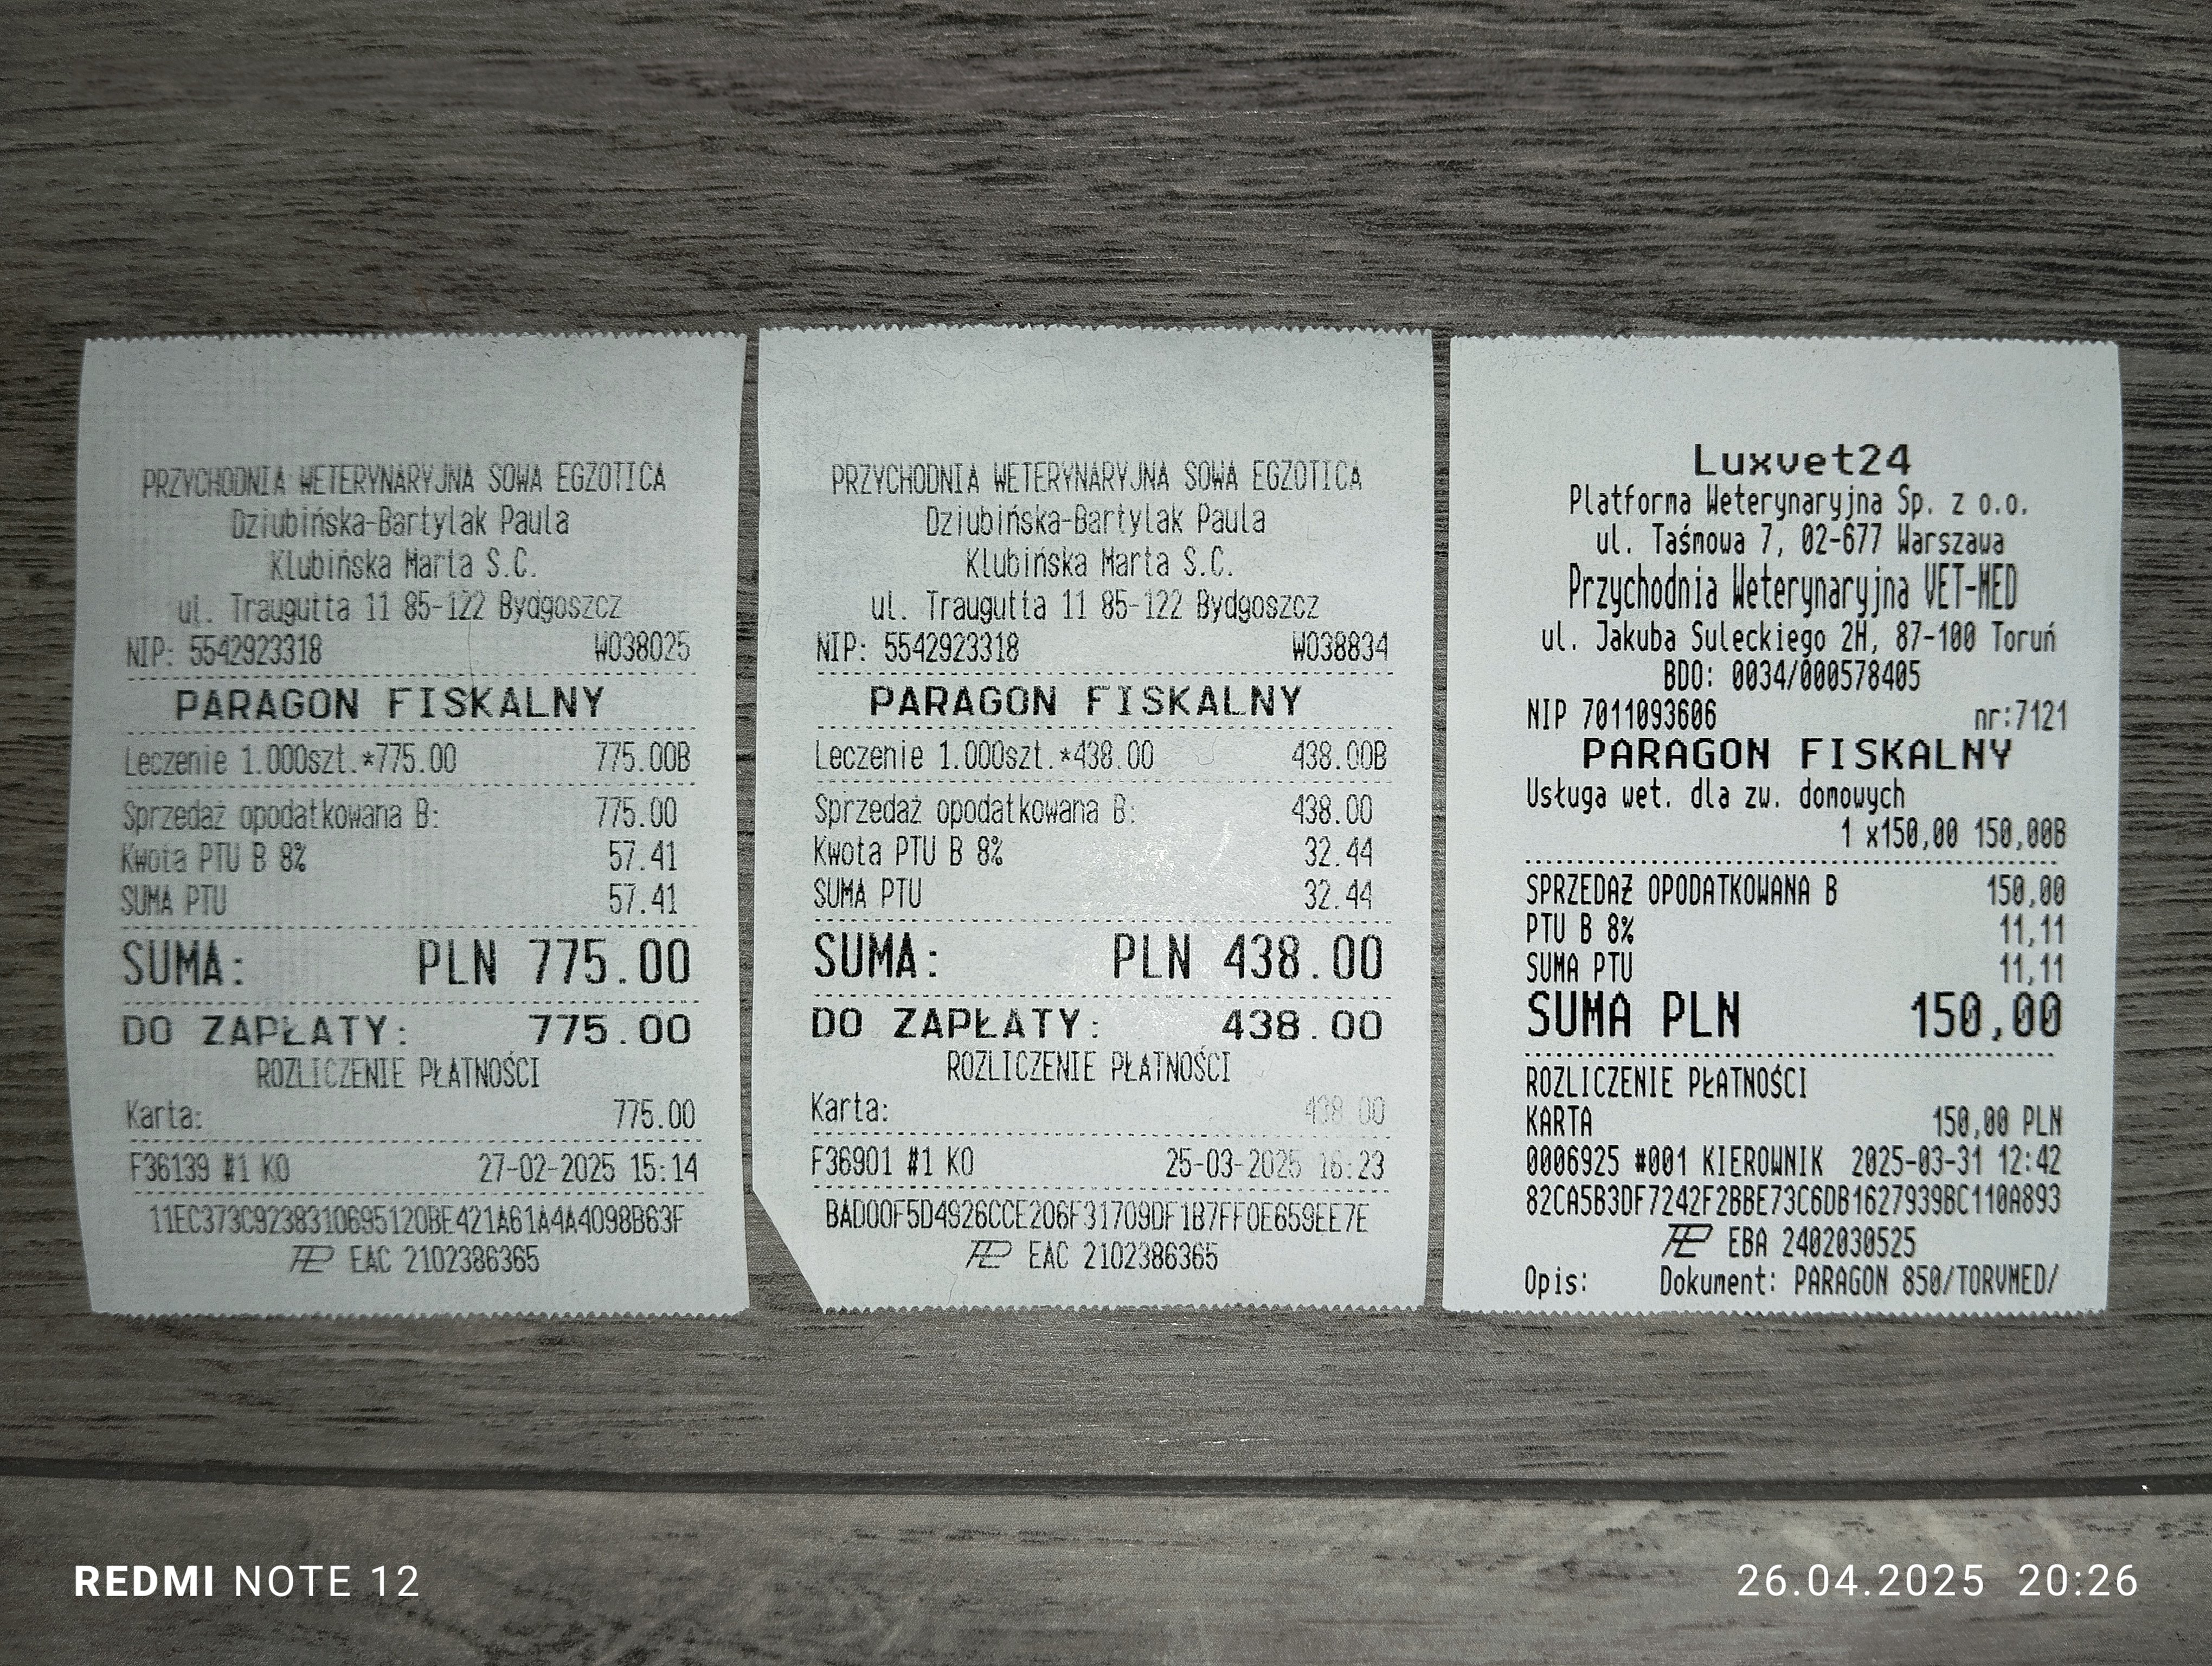 PRZYCHODNIA WETERYNARYJNA SOWA EGZOTICA
Dziubińska-Bartylak Paula
Klubińska Marta S.C.
ul. Traugutta 11 85-122 Bydgoszcz
NIP: 5542923318 W038025
PARAGON FISKALNY
Leczenie 1.000szt.*775.00 775.00B
Sprzedaż opodatkowana B: 775.00
Kwota PTU B 8% 57.41
SUMA PTU 57.41
SUMA: PLN 775.00
DO ZAPŁATY: 775.00
ROZLICZENIE PŁATNOŚCI
Karta: 775.00
F36139 #1 KO 27-02-2025 15:14
11EC373C9238310695120BE421A61A4A4098B63F
EAC 2102386365
PRZYCHODNIA WETERYNARYJNA SOWA EGZOTICA
Dziubińska-Bartylak Paula
Klubińska Marta S.C.
ul. Traugutta 11 85-122 Bydgoszcz
NIP: 5542923318 W038834
PARAGON FISKALNY
Leczenie 1.000szt.*438.00 438.00B
Sprzedaż opodatkowana B: 438.00
Kwota PTU B 8% 32.44
SUMA PTU 32.44
SUMA: PLN 438.00
DO ZAPŁATY: 438.00
ROZLICZENIE PŁATNOŚCI
Karta: 438.00
F36901 #1 KO 25-03-2025 16:23
BAD00F5D4926CCE206F31709DF1B7FF0E659EE7E
EAC 2102386365
Luxvet24
Platforma Weterynaryjna Sp. z o.o.
ul. Taśmowa 7, 02-677 Warszawa
Przychodnia Weterynaryjna VET-MED
ul. Jakuba Suleckiego 2H, 87-100 Toruń
BDO: 0034/000578405
NIP 7011093606 nr:7121
PARAGON FISKALNY
Usługa wet. dla zw. domowych
1 x150,00 150,00B
SPRZEDAŻ OPODATKOWANA B 150,00
PTU B 8% 11,11
SUMA PTU 11,11
SUMA PLN 150,00
ROZLICZENIE PŁATNOŚCI
KARTA 150,00 PLN
0006925 #001 KIEROWNIK 2025-03-31 12:42
82CA5B3DF7242F2BBE73C6DB1627939BC110A893
EBA 2402030525
Opis: Dokument: PARAGON 850/TORVMED/
REDMI NOTE 12
26.04.2025 20:26